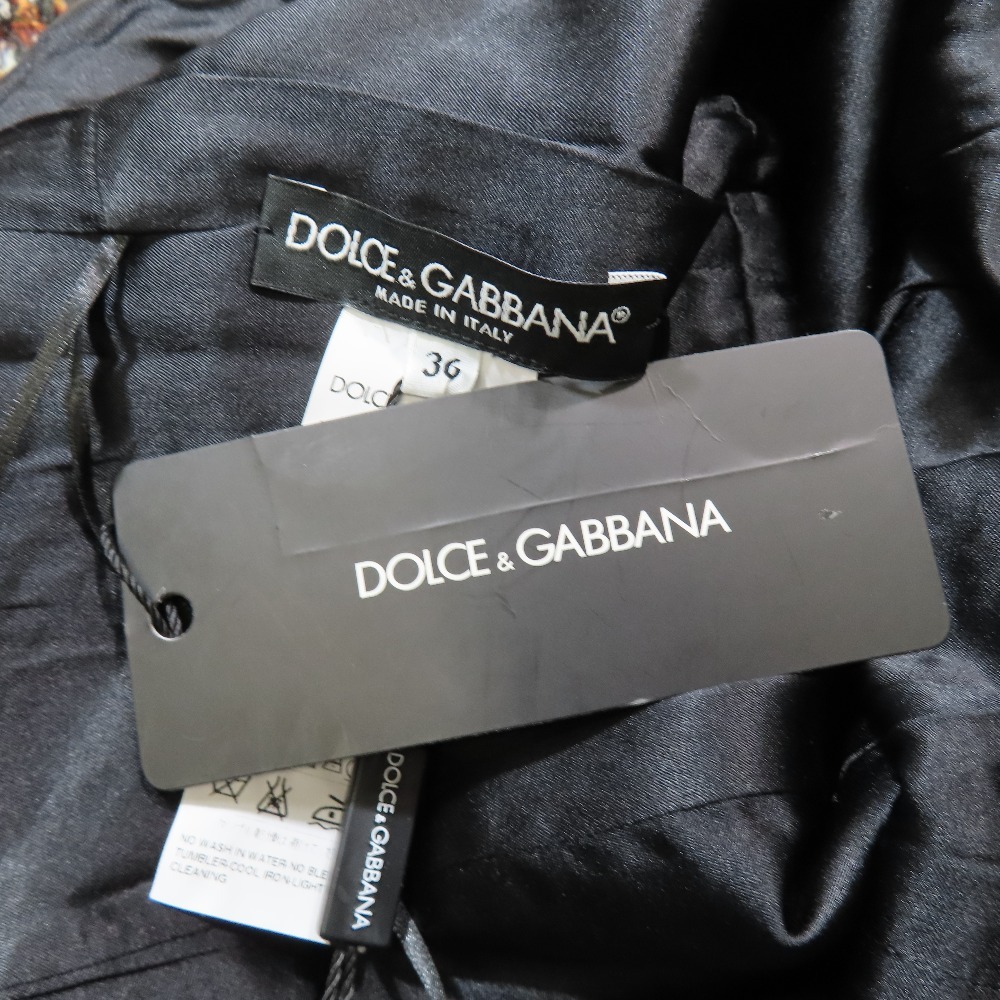 DOLCE & GABBANA®
MADE IN ITALY
36
DOLC
DOLCE & GABBANA
DOLCE & GABBANA
NO WASH IN WATER-NO BLE
TUMBLER-COOL IRON-LIGHT
CLEANING